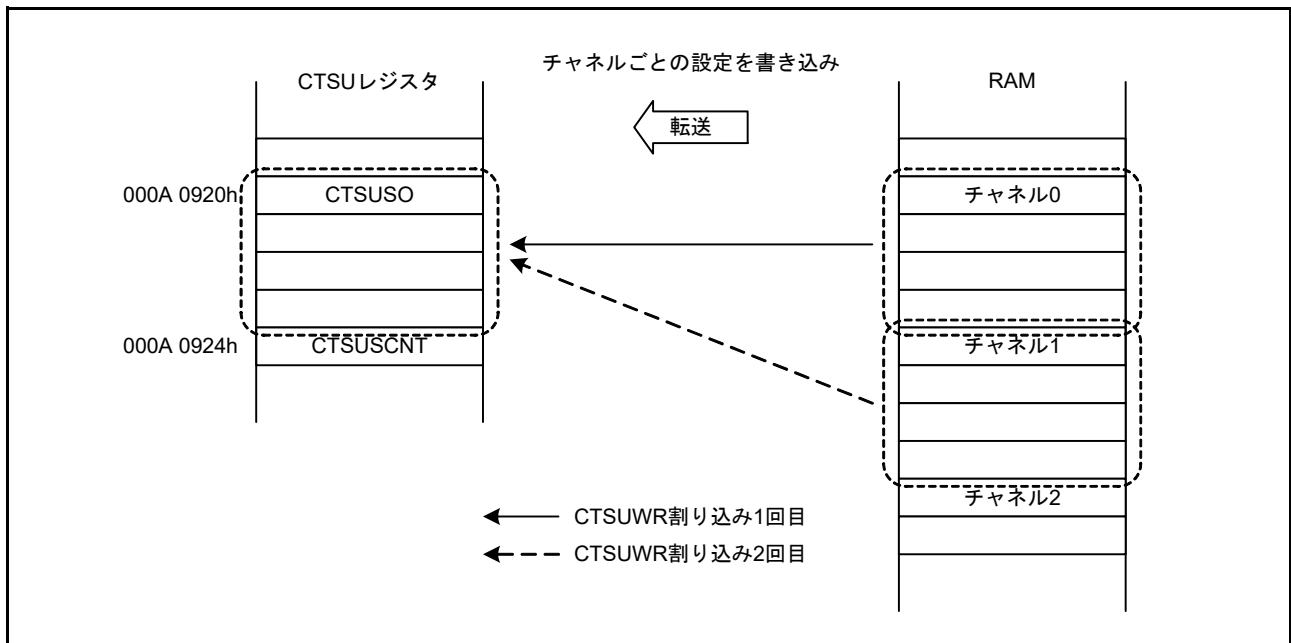 チャネルごとの設定を書き込み
CTSUレジスタ
RAM
転送
000A 0920h
CTSUSO
チャネル0
000A 0924h
CTSUSCNT
チャネル1
チャネル2
CTSUWR割り込み1回目
CTSUWR割り込み2回目